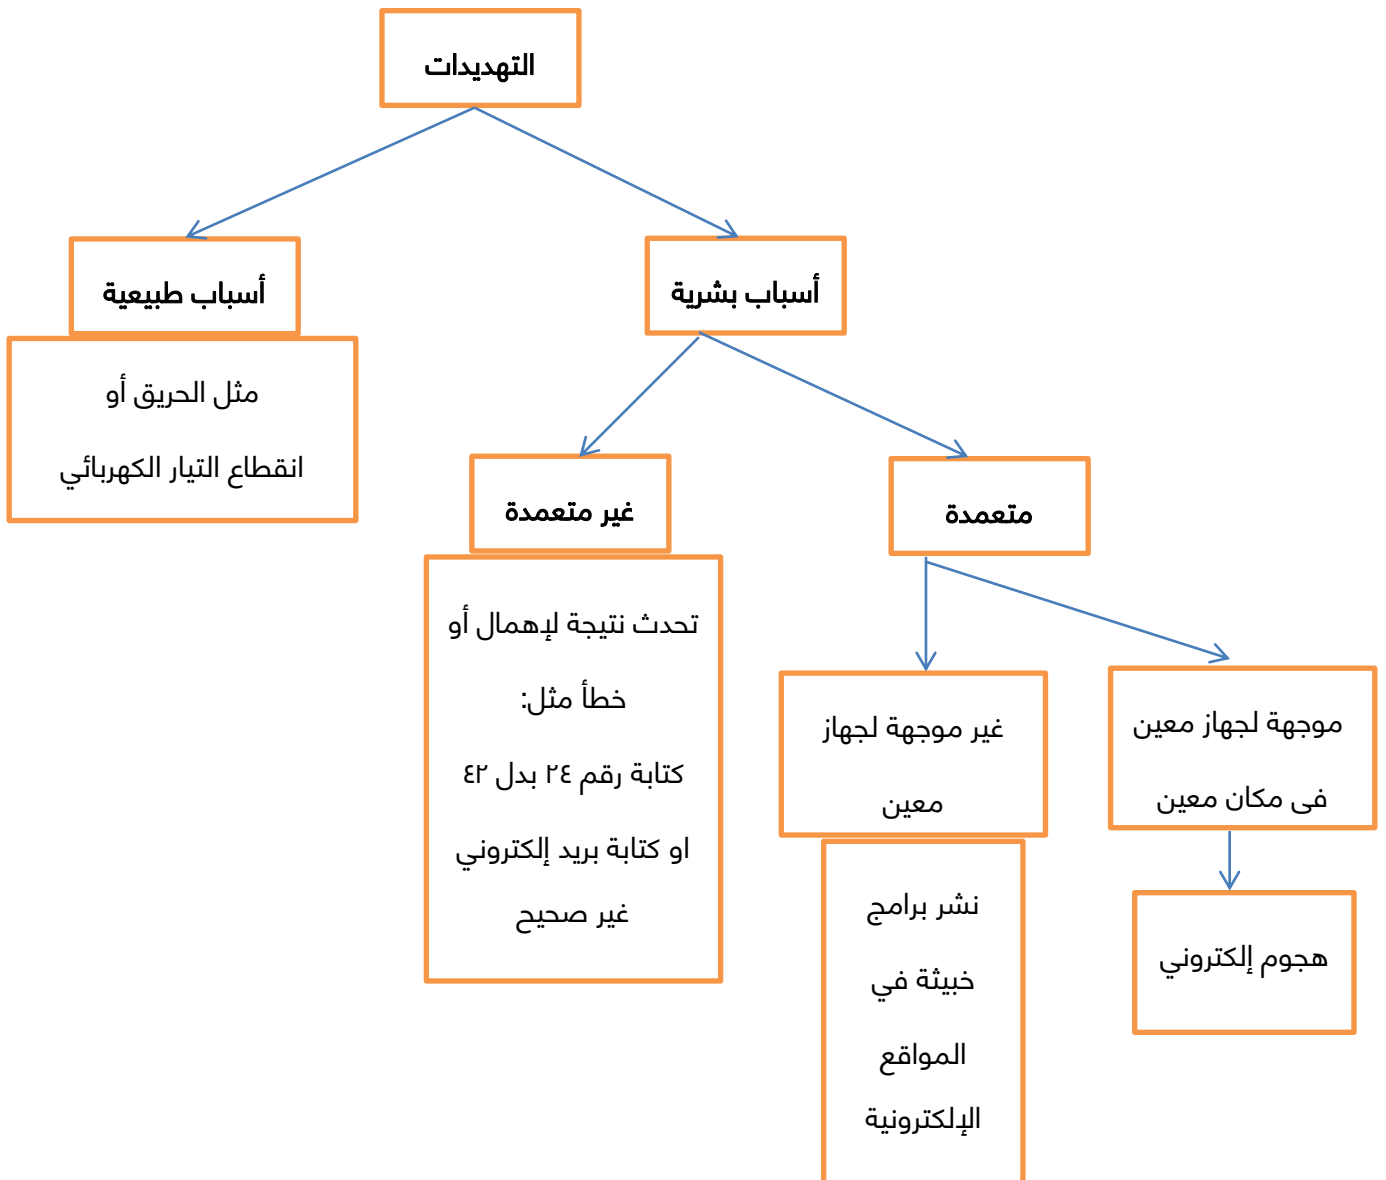 التهديدات
أسباب بشرية
أسباب طبيعية
مثل الحريق أو
انقطاع التيار الكهربائي
متعمدة
غير متعمدة
تحدث نتيجة لإهمال أو
خطأ مثل:
كتابة رقم ٢٤ بدل ٤٢
او كتابة بريد إلكتروني
غير صحيح
موجهة لجهاز معين
فى مكان معين
غير موجهة لجهاز
معين
هجوم إلكتروني
نشر برامج
خبيثة في
المواقع
الإلكترونية